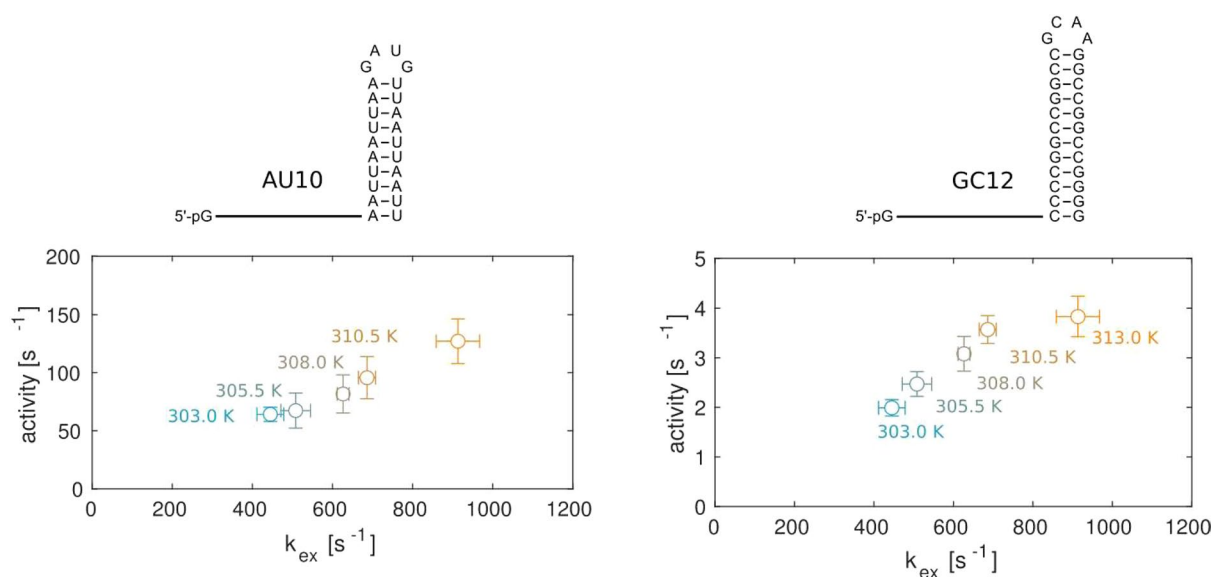 A U
G G
A–U
A–U
U–A
U–A
A–U
A–U
U–A
U–A
A–U
5'-pG A–U
AU10
200
150
100
50
0
activity [s⁻¹]
303.0 K
305.5 K
308.0 K
310.5 K
0 200 400 600 800 1000 1200
k_ex [s⁻¹]
C A
G A
C–G
C–G
G–C
G–C
C–G
C–G
G–C
G–C
C–G
C–G
C–G
5'-pG C–G
GC12
5
4
3
2
1
0
activity [s⁻¹]
313.0 K
310.5 K
308.0 K
305.5 K
303.0 K
0 200 400 600 800 1000 1200
k_ex [s⁻¹]